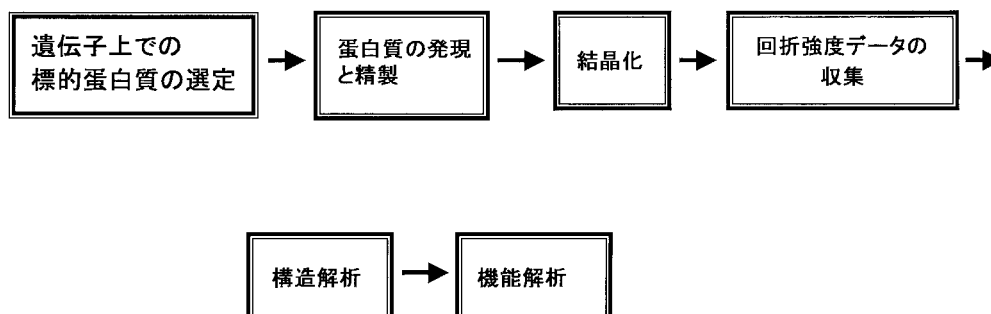 遺伝子上での
標的蛋白質の選定
蛋白質の発現
と精製
結晶化
回折強度データの
収集
構造解析
機能解析